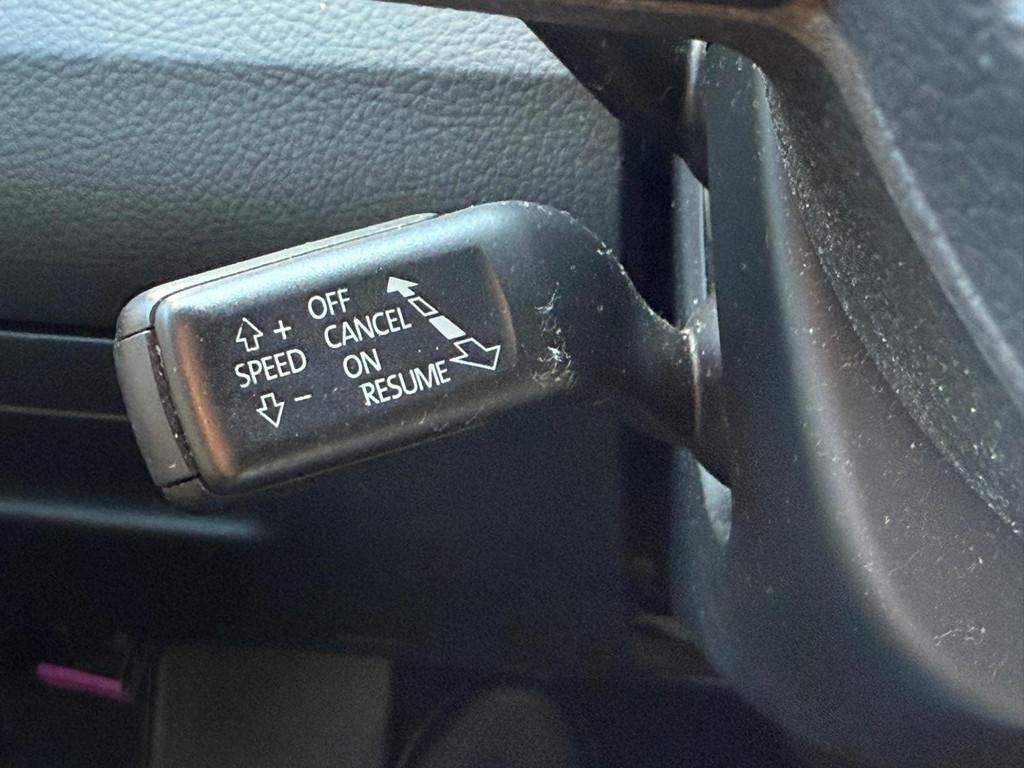 +
SPEED
−
OFF
CANCEL
ON
RESUME